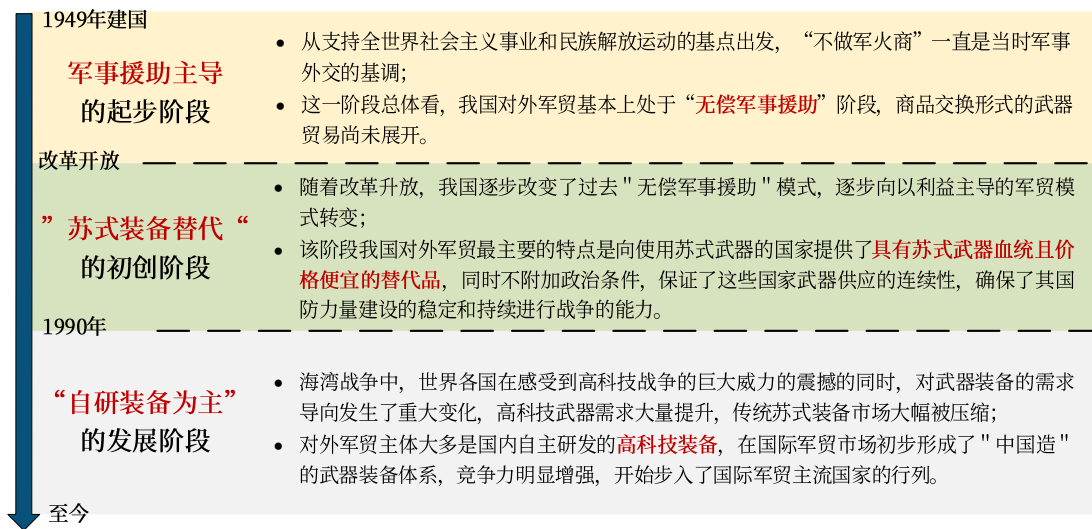 1949年建国
军事援助主导
的起步阶段
• 从支持全世界社会主义事业和民族解放运动的基点出发，“不做军火商”一直是当时军事
外交的基调；
• 这一阶段总体看，我国对外军贸基本上处于“无偿军事援助”阶段，商品交换形式的武器
贸易尚未展开。
改革开放
”苏式装备替代“
的初创阶段
• 随着改革升放，我国逐步改变了过去"无偿军事援助"模式，逐步向以利益主导的军贸模
式转变；
• 该阶段我国对外军贸最主要的特点是向使用苏式武器的国家提供了具有苏式武器血统且价
格便宜的替代品，同时不附加政治条件，保证了这些国家武器供应的连续性，确保了其国
防力量建设的稳定和持续进行战争的能力。
1990年
“自研装备为主”
的发展阶段
• 海湾战争中，世界各国在感受到高科技战争的巨大威力的震撼的同时，对武器装备的需求
导向发生了重大变化，高科技武器需求大量提升，传统苏式装备市场大幅被压缩；
• 对外军贸主体大多是国内自主研发的高科技装备，在国际军贸市场初步形成了"中国造"
的武器装备体系，竞争力明显增强，开始步入了国际军贸主流国家的行列。
至今